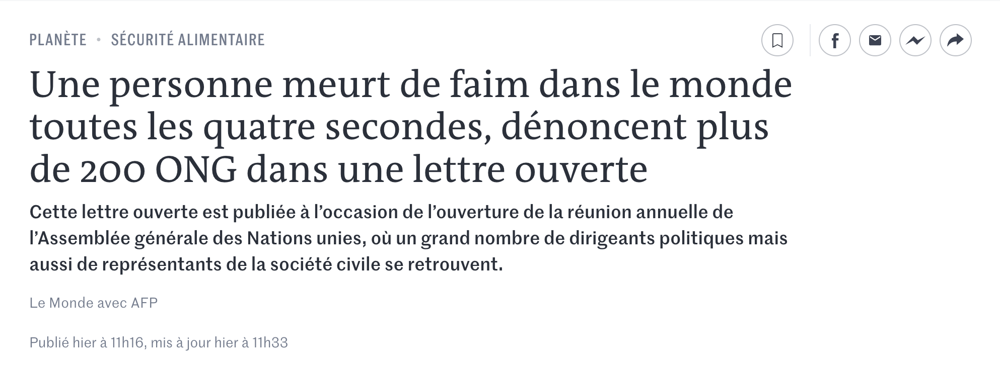 PLANÈTE • SÉCURITÉ ALIMENTAIRE
Une personne meurt de faim dans le monde
toutes les quatre secondes, dénoncent plus
de 200 ONG dans une lettre ouverte
Cette lettre ouverte est publiée à l’occasion de l’ouverture de la réunion annuelle de
l’Assemblée générale des Nations unies, où un grand nombre de dirigeants politiques mais
aussi de représentants de la société civile se retrouvent.
Le Monde avec AFP
Publié hier à 11h16, mis à jour hier à 11h33